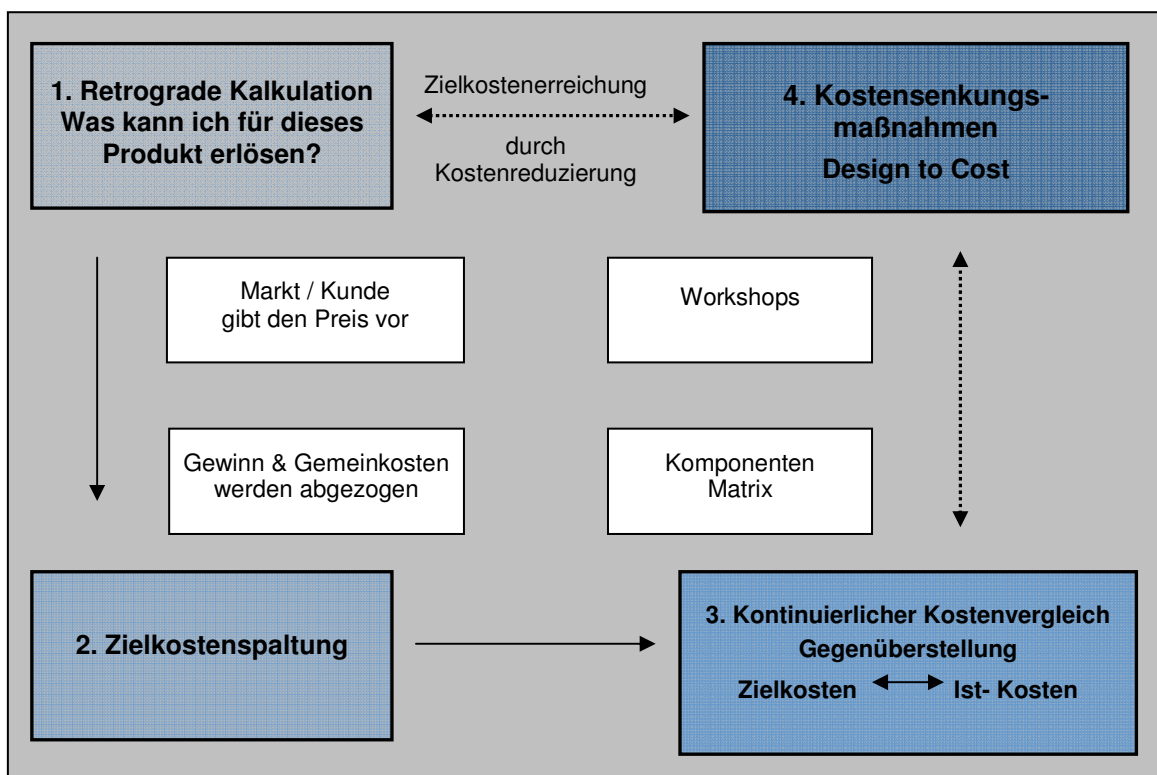 1. Retrograde Kalkulation
Was kann ich für dieses
Produkt erlösen?
Zielkostenerreichung
durch
Kostenreduzierung
4. Kostensenkungs-
maßnahmen
Design to Cost
Markt / Kunde
gibt den Preis vor
Workshops
Gewinn & Gemeinkosten
werden abgezogen
Komponenten
Matrix
2. Zielkostenspaltung
3. Kontinuierlicher Kostenvergleich
Gegenüberstellung
Zielkosten Ist- Kosten